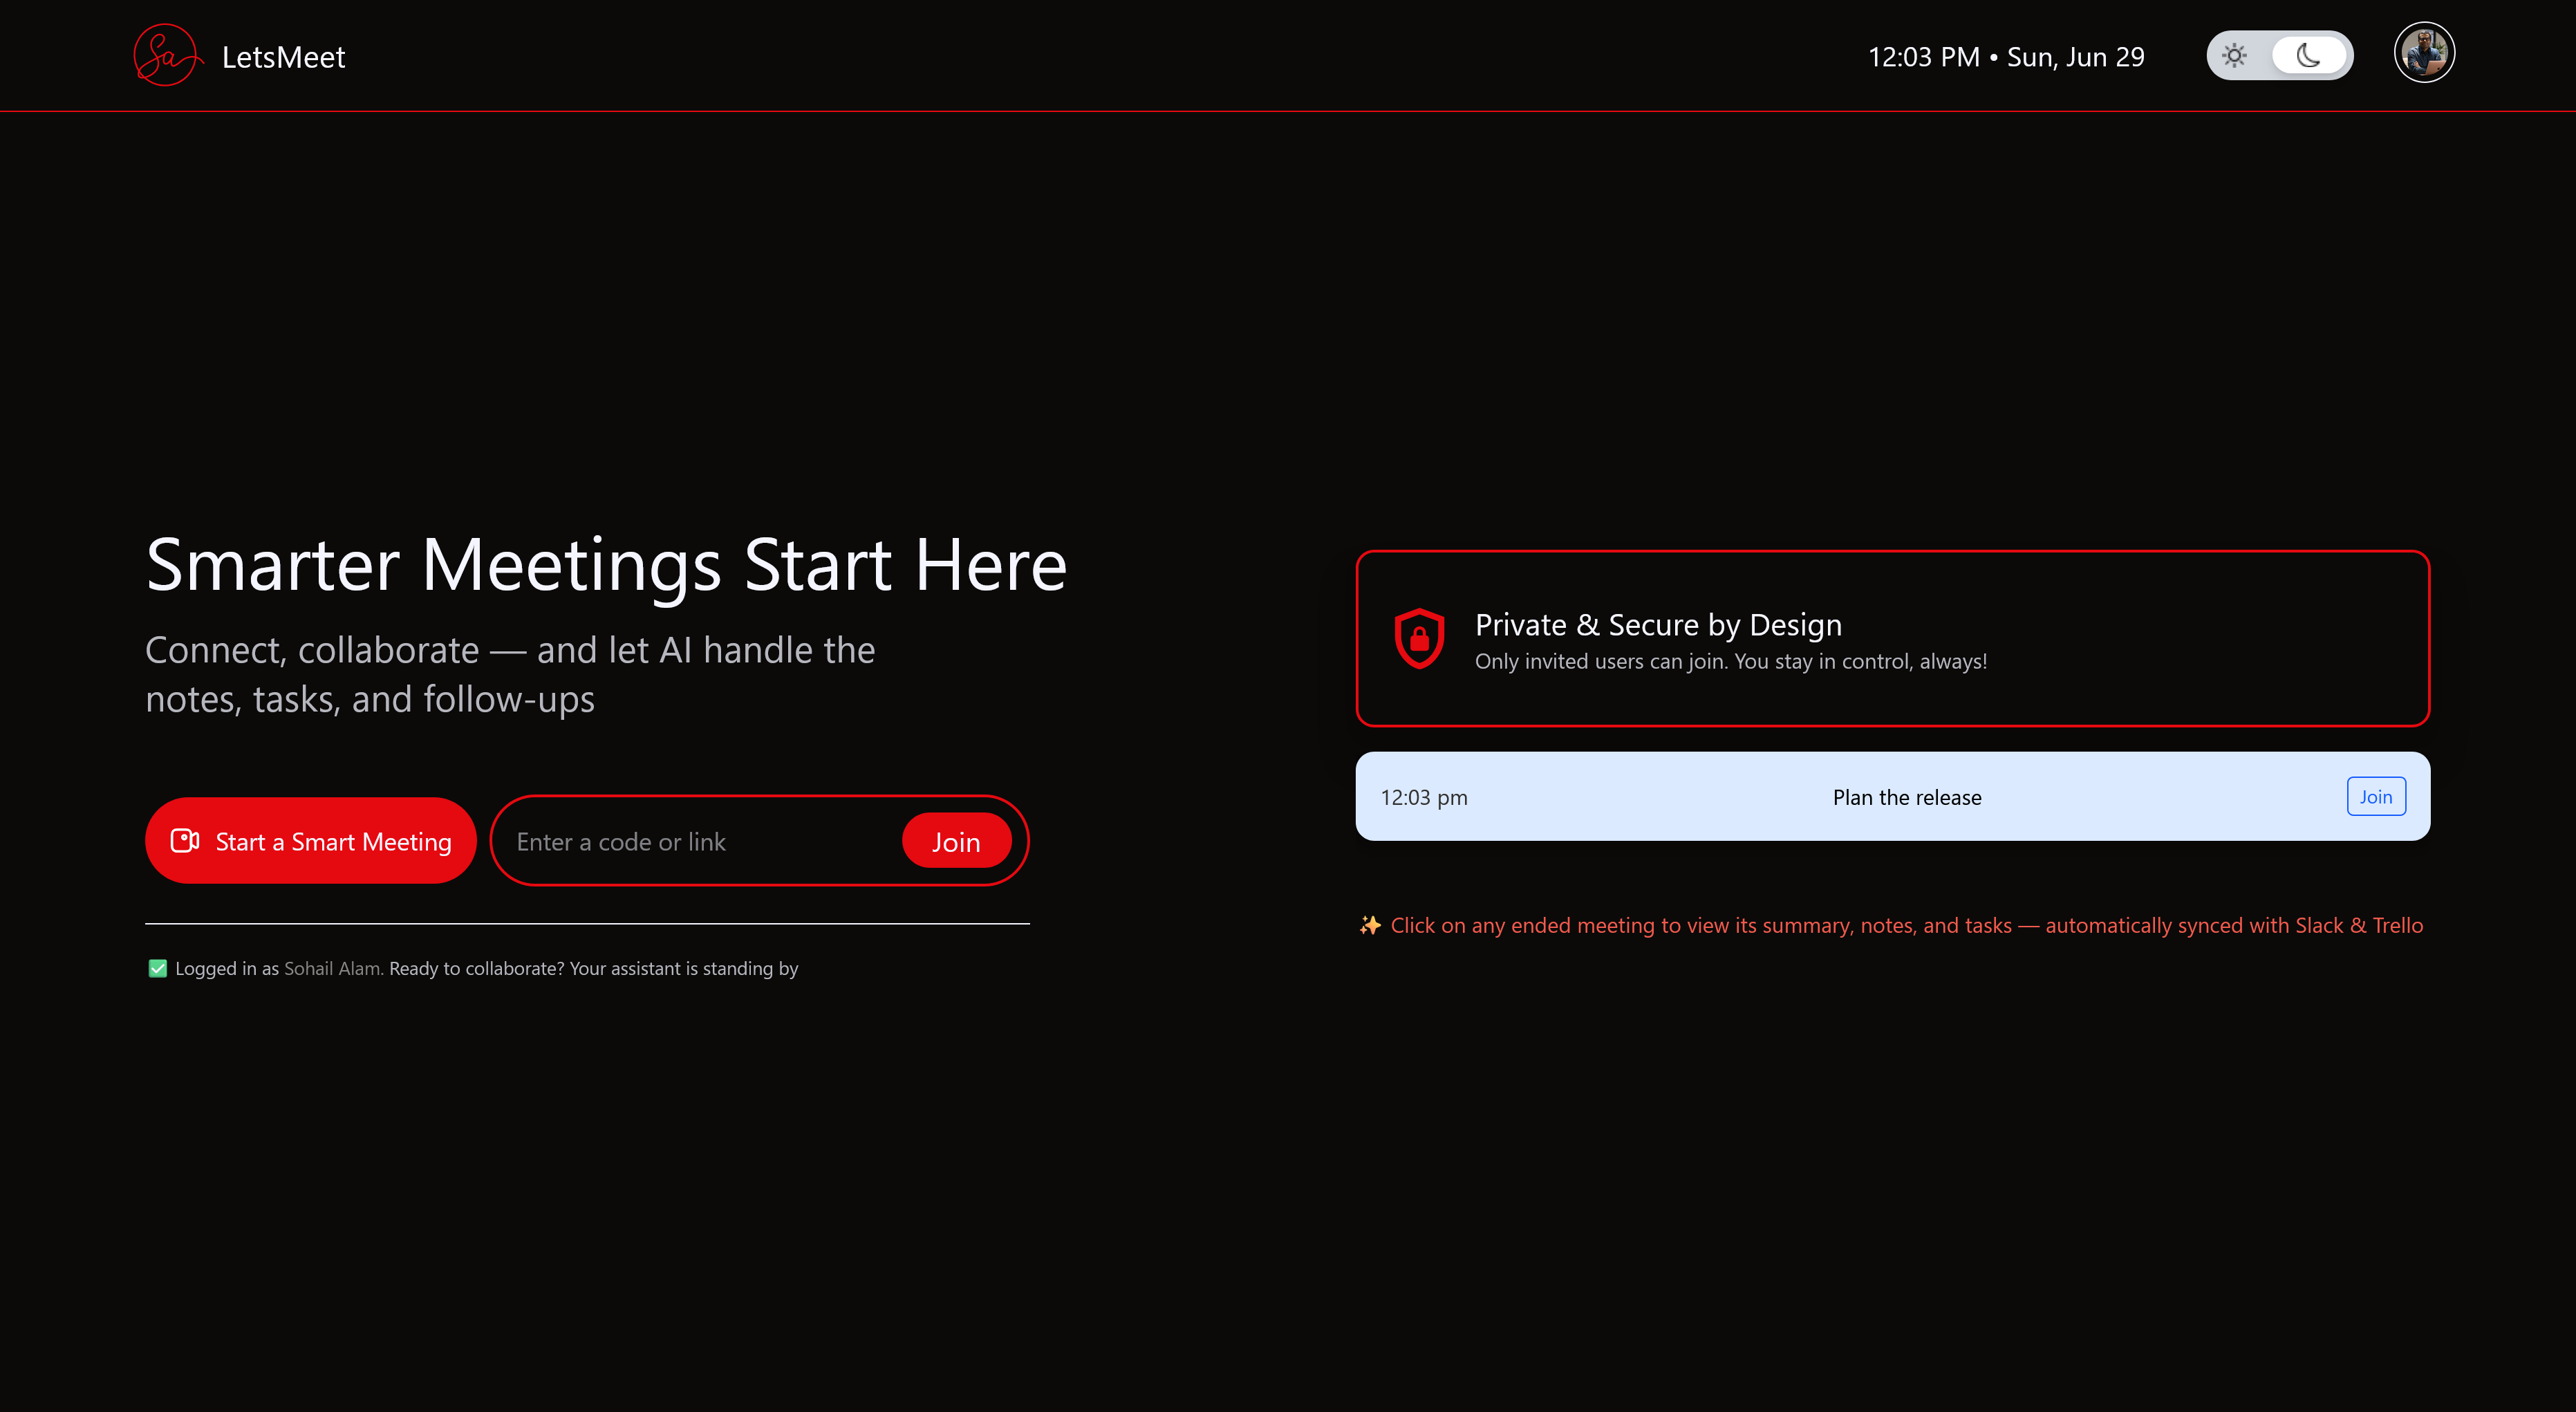 Sa
LetsMeet
12:03 PM • Sun, Jun 29
Smarter Meetings Start Here
Connect, collaborate — and let AI handle the
notes, tasks, and follow-ups
Start a Smart Meeting
Enter a code or link
Join
✅ Logged in as Sohail Alam. Ready to collaborate? Your assistant is standing by
Private & Secure by Design
Only invited users can join. You stay in control, always!
12:03 pm
Plan the release
Join
✨ Click on any ended meeting to view its summary, notes, and tasks — automatically synced with Slack & Trello